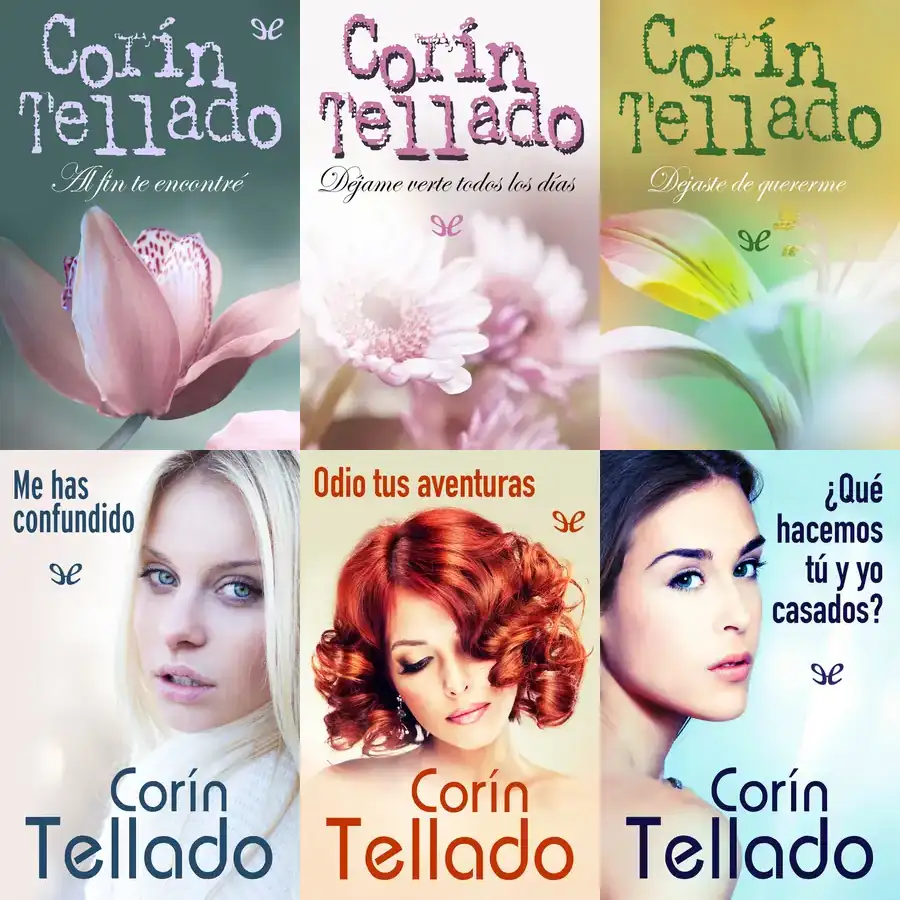 Corín
Tellado
Al fin te encontré
Corín
Tellado
Déjame verte todos los días
Corín
Tellado
Dejaste de quererme
Me has
confundido
Corín
Tellado
Odio tus aventuras
Corín
Tellado
¿Qué
hacemos
tú y yo
casados?
Corín
Tellado